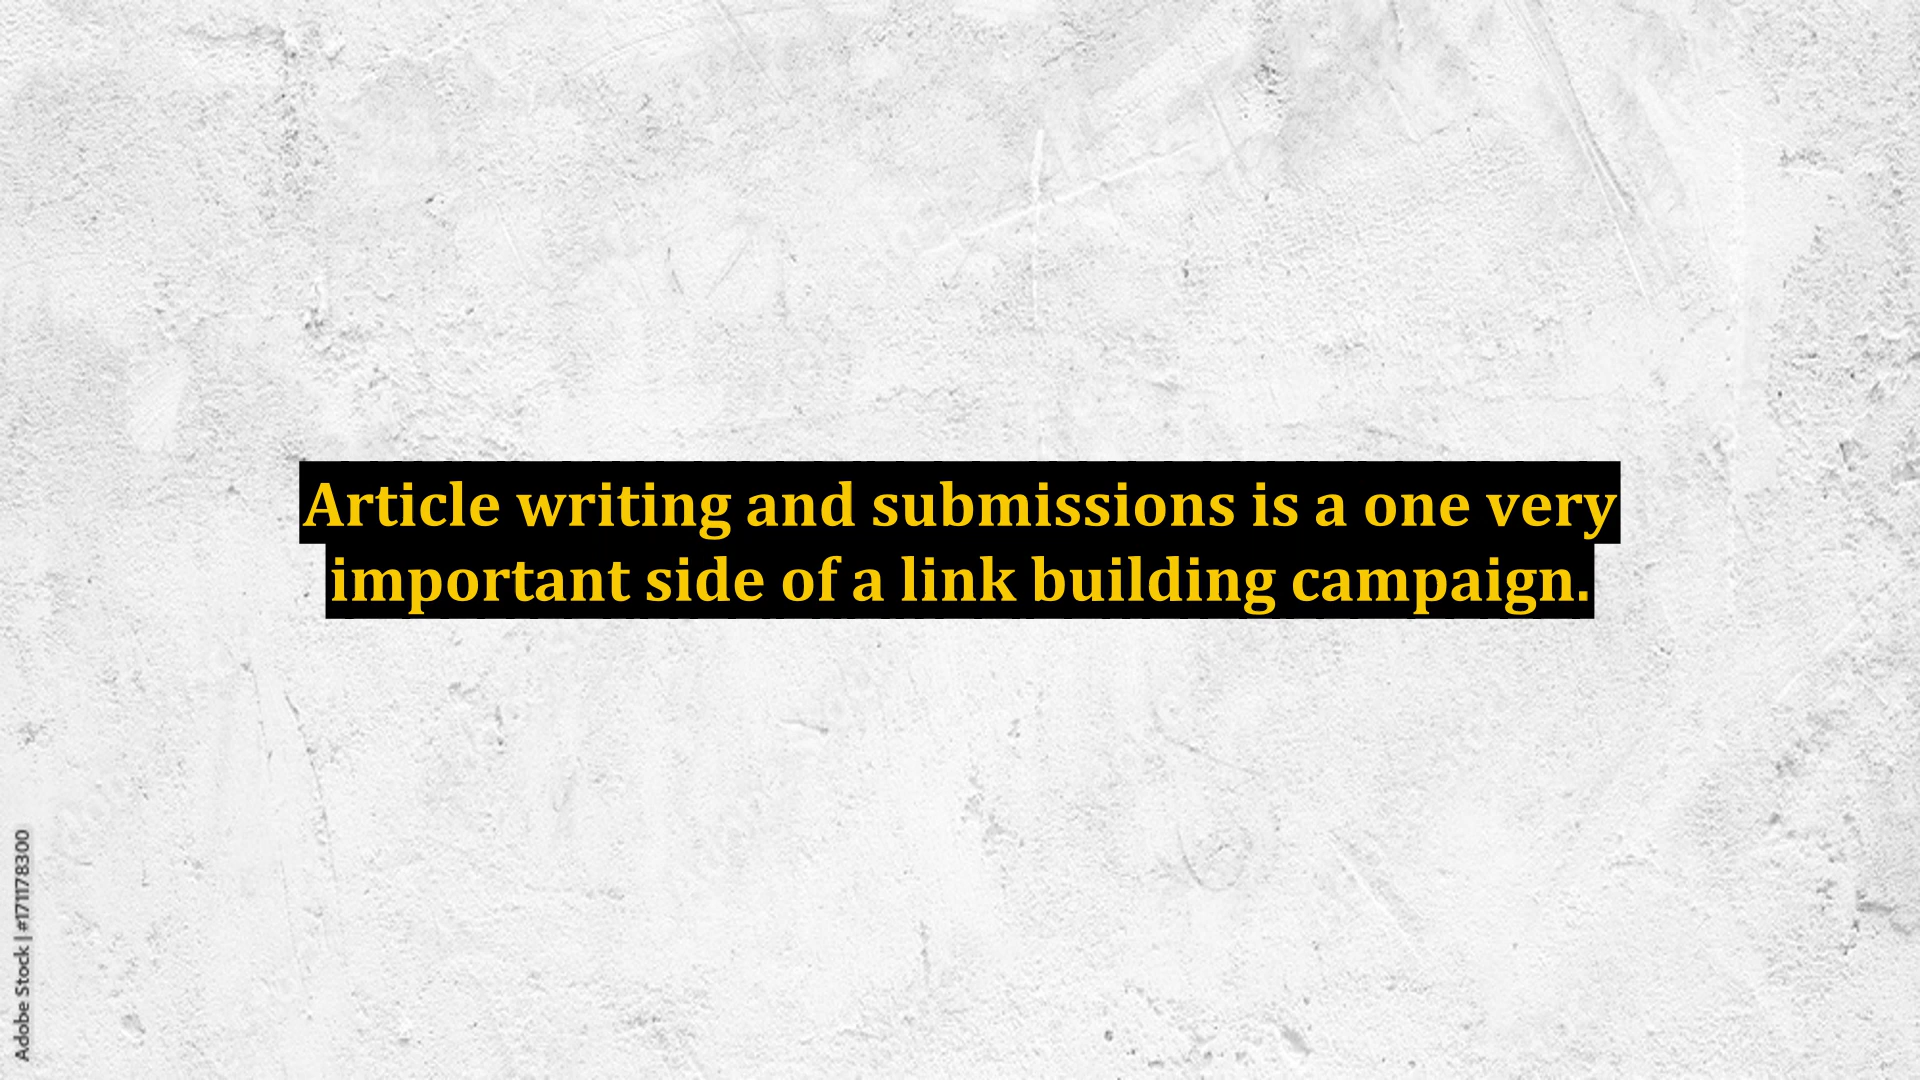 Article writing and submissions is a one very
important side of a link building campaign.
Adobe Stock | #171178300